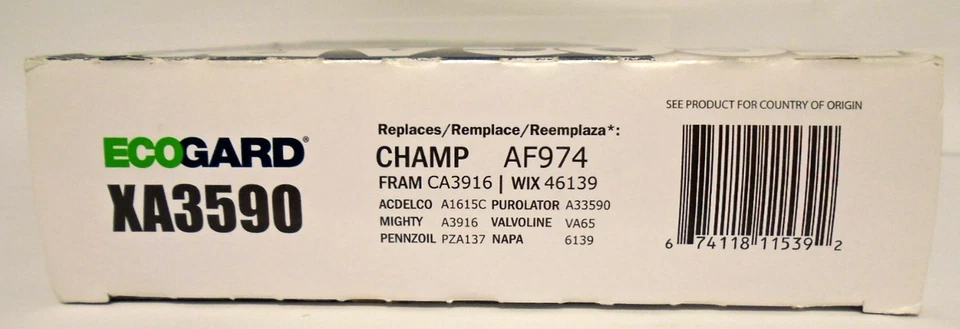 ECOGARD®
XA3590
Replaces/Remplace/Reemplaza*:
CHAMP AF974
FRAM CA3916 | WIX 46139
ACDELCO A1615C PUROLATOR A33590
MIGHTY A3916 VALVOLINE VA65
PENNZOIL PZA137 NAPA 6139
SEE PRODUCT FOR COUNTRY OF ORIGIN
6 74118 11539 2